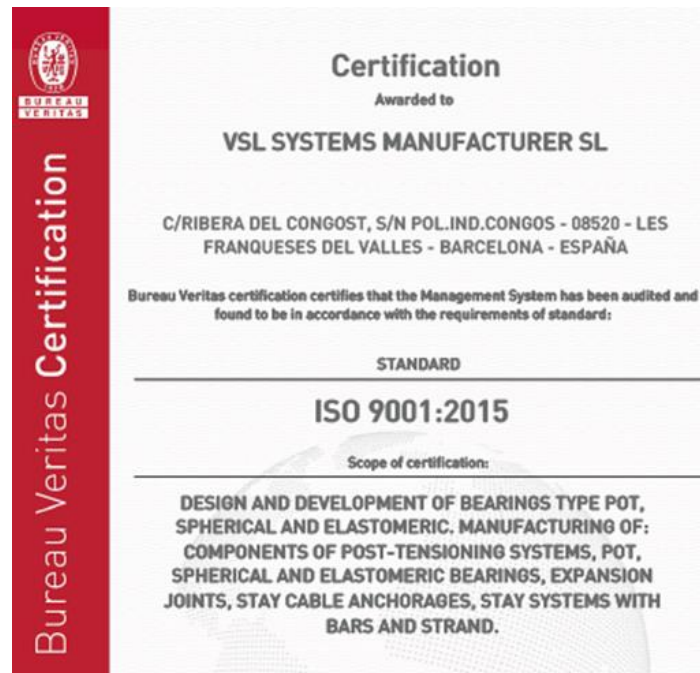 BUREAU
VERITAS
Bureau Veritas Certification
Certification
Awarded to
VSL SYSTEMS MANUFACTURER SL
C/RIBERA DEL CONGOST, S/N POL.IND.CONGOS - 08520 - LES
FRANQUESES DEL VALLES - BARCELONA - ESPAÑA
Bureau Veritas certification certifies that the Management System has been audited and
found to be in accordance with the requirements of standard:
STANDARD
ISO 9001:2015
Scope of certification:
DESIGN AND DEVELOPMENT OF BEARINGS TYPE POT,
SPHERICAL AND ELASTOMERIC. MANUFACTURING OF:
COMPONENTS OF POST-TENSIONING SYSTEMS, POT,
SPHERICAL AND ELASTOMERIC BEARINGS, EXPANSION
JOINTS, STAY CABLE ANCHORAGES, STAY SYSTEMS WITH
BARS AND STRAND.